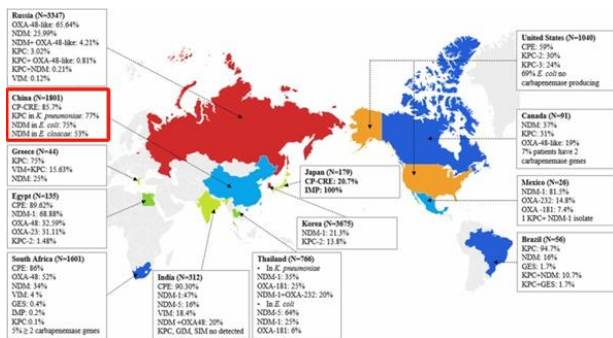 Russia (N=3347)
OXA-48-like: 65.64%
NDM: 25.99%
NDM+ OXA-48-like: 4.21%
KPC: 3.02%
KPC+ OXA-48-like: 0.81%
KPC+NDM: 0.21%
VIM: 0.12%
China (N=1801)
CP-CRE: 85.7%
KPC in K. pneumoniae: 77%
NDM in E. coli: 75%
NDM in E. cloacae: 53%
Greece (N=44)
KPC: 75%
VIM+KPC: 15.63%
NDM: 25%
Egypt (N=135)
CPE: 89.62%
NDM-1: 68.88%
OXA-48: 32.59%
OXA-23: 31.11%
KPC-2: 1.48%
South Africa (N=1601)
CPE: 86%
OXA-48: 52%
NDM: 34%
VIM: 4 %
GES: 0.4%
IMP: 0.2%
KPC:0.1%
5% ≥ 2 carbapenemase genes
India (N=312)
CPE: 90.30%
NDM-1:47%
NDM-5: 16%
VIM: 18.4%
NDM +OXA48: 20%
KPC, GIM, SIM no detected
Thailand (N=766)
• In K. pneumoniae
NDM-1: 35%
OXA-181: 25%
NDM-1+OXA-232: 20%
• In E. coli
NDM-5: 64%
NDM-1: 25%
OXA-181: 6%
Korea (N=3675)
NDM-1: 21.3%
KPC-2: 13.8%
Japan (N=179)
CP-CRE: 20.7%
IMP: 100%
United States (N=1040)
CPE: 59%
KPC-2: 30%
KPC-3: 24%
69% E. coli no
carbapenemase producing
Canada (N=91)
NDM: 37%
KPC: 31%
OXA-48-like: 19%
7% patients have 2
carbapenemase genes
Mexico (N=26)
NDM-1: 81.5%
OXA-232: 14.8%
OXA -181: 7.4%
1 KPC+ NDM-1 isolate
Brazil (N=56)
KPC: 94.7%
NDM: 16%
GES: 1.7%
KPC+NDM: 10.7%
KPC+GES: 1.7%